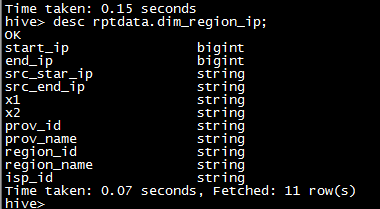 Time taken: 0.15 seconds
hive> desc rptdata.dim_region_ip;
OK
start_ip bigint
end_ip bigint
src_star_ip string
src_end_ip string
x1 string
x2 string
prov_id string
prov_name string
region_id string
region_name string
isp_id string
Time taken: 0.07 seconds, Fetched: 11 row(s)
hive>